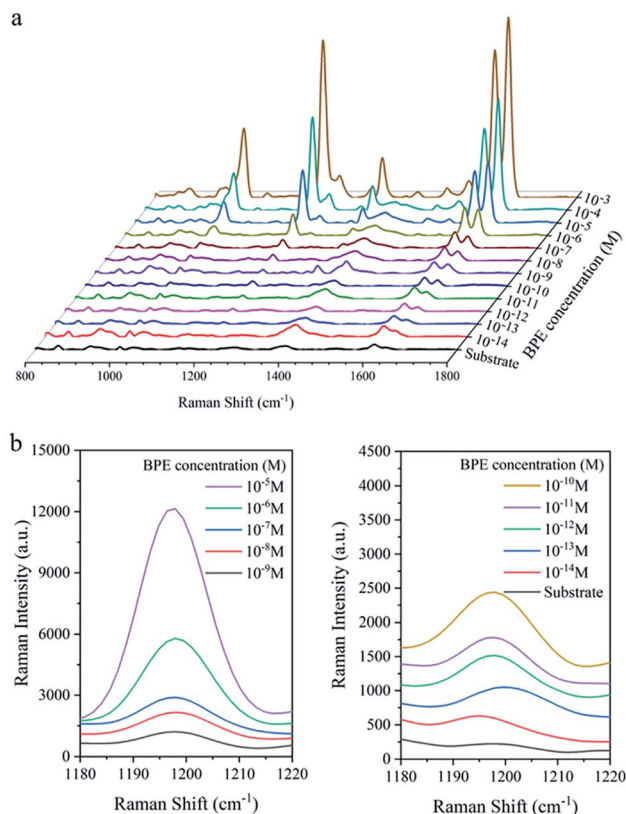 a
10⁻³
10⁻⁴
10⁻⁵
10⁻⁶
10⁻⁷
10⁻⁸
10⁻⁹
10⁻¹⁰
10⁻¹¹
10⁻¹²
10⁻¹³
10⁻¹⁴
Substrate
BPE concentration (M)
800 1000 1200 1400 1600 1800
Raman Shift (cm⁻¹)
b
15000
12000
9000
6000
3000
0
Raman Intensity (a.u.)
BPE concentration (M)
10⁻⁵M
10⁻⁶M
10⁻⁷M
10⁻⁸M
10⁻⁹M
1180 1190 1200 1210 1220
Raman Shift (cm⁻¹)
4500
4000
3500
3000
2500
2000
1500
1000
500
0
Raman Intensity (a.u.)
BPE concentration (M)
10⁻¹⁰M
10⁻¹¹M
10⁻¹²M
10⁻¹³M
10⁻¹⁴M
Substrate
1180 1190 1200 1210 1220
Raman Shift (cm⁻¹)